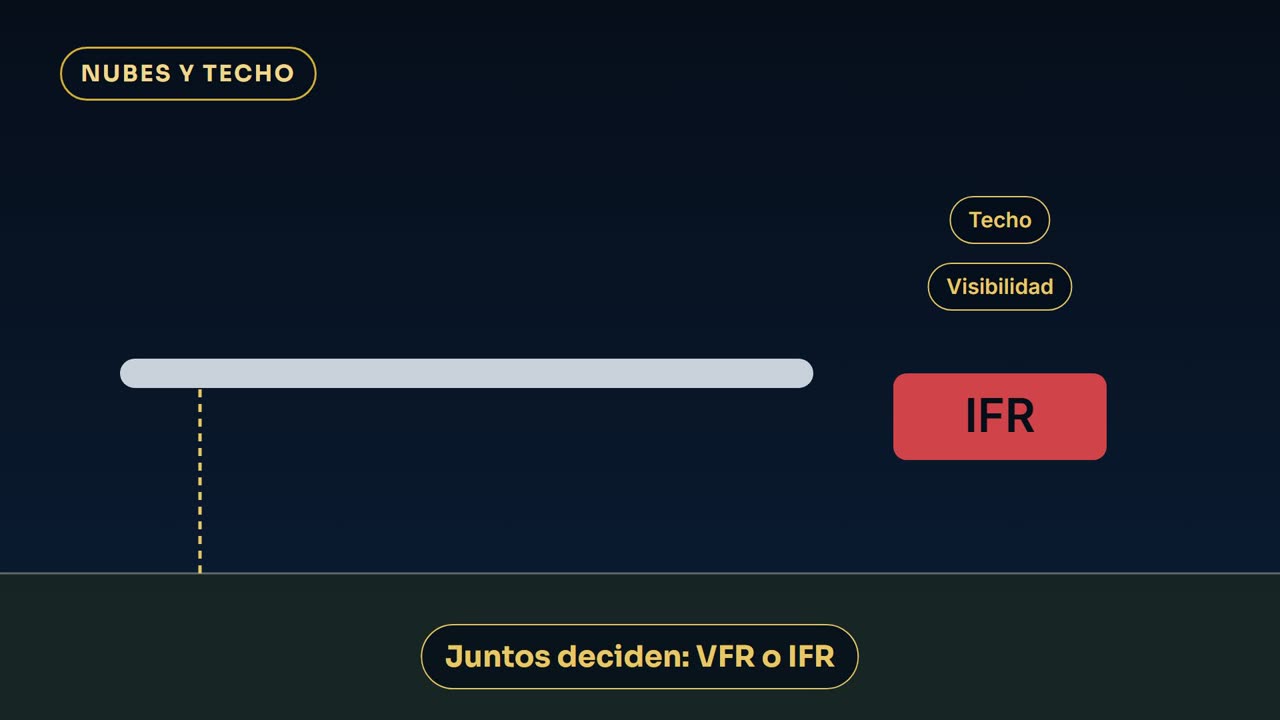 NUBES Y TECHO
Techo
Visibilidad
IFR
Juntos deciden: VFR o IFR